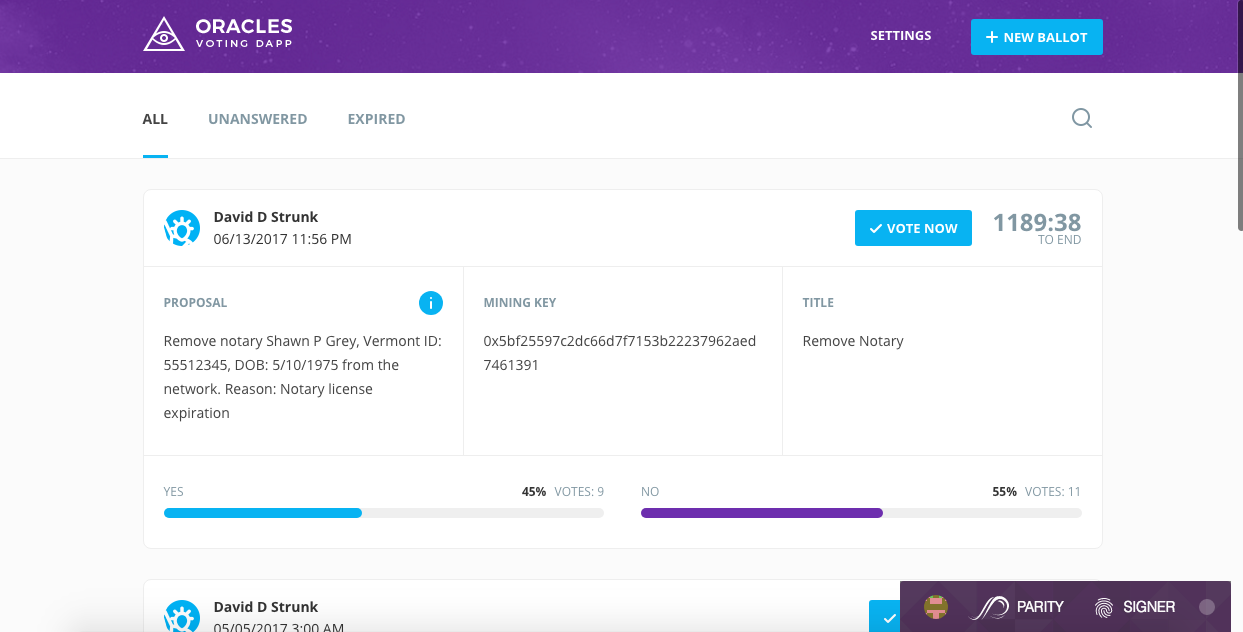 ORACLES
VOTING DAPP
SETTINGS
+ NEW BALLOT
ALL
UNANSWERED
EXPIRED
David D Strunk
06/13/2017 11:56 PM
VOTE NOW
1189:38
TO END
PROPOSAL
i
Remove notary Shawn P Grey, Vermont ID:
55512345, DOB: 5/10/1975 from the
network. Reason: Notary license
expiration
MINING KEY
0x5bf25597c2dc66d7f7153b22237962aed
7461391
TITLE
Remove Notary
YES
45% VOTES: 9
NO
55% VOTES: 11
David D Strunk
05/05/2017 3:00 AM
PARITY
SIGNER